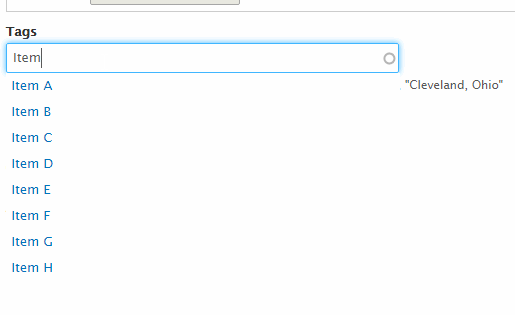 Tags
Item
Item A
"Cleveland, Ohio"
Item B
Item C
Item D
Item E
Item F
Item G
Item H